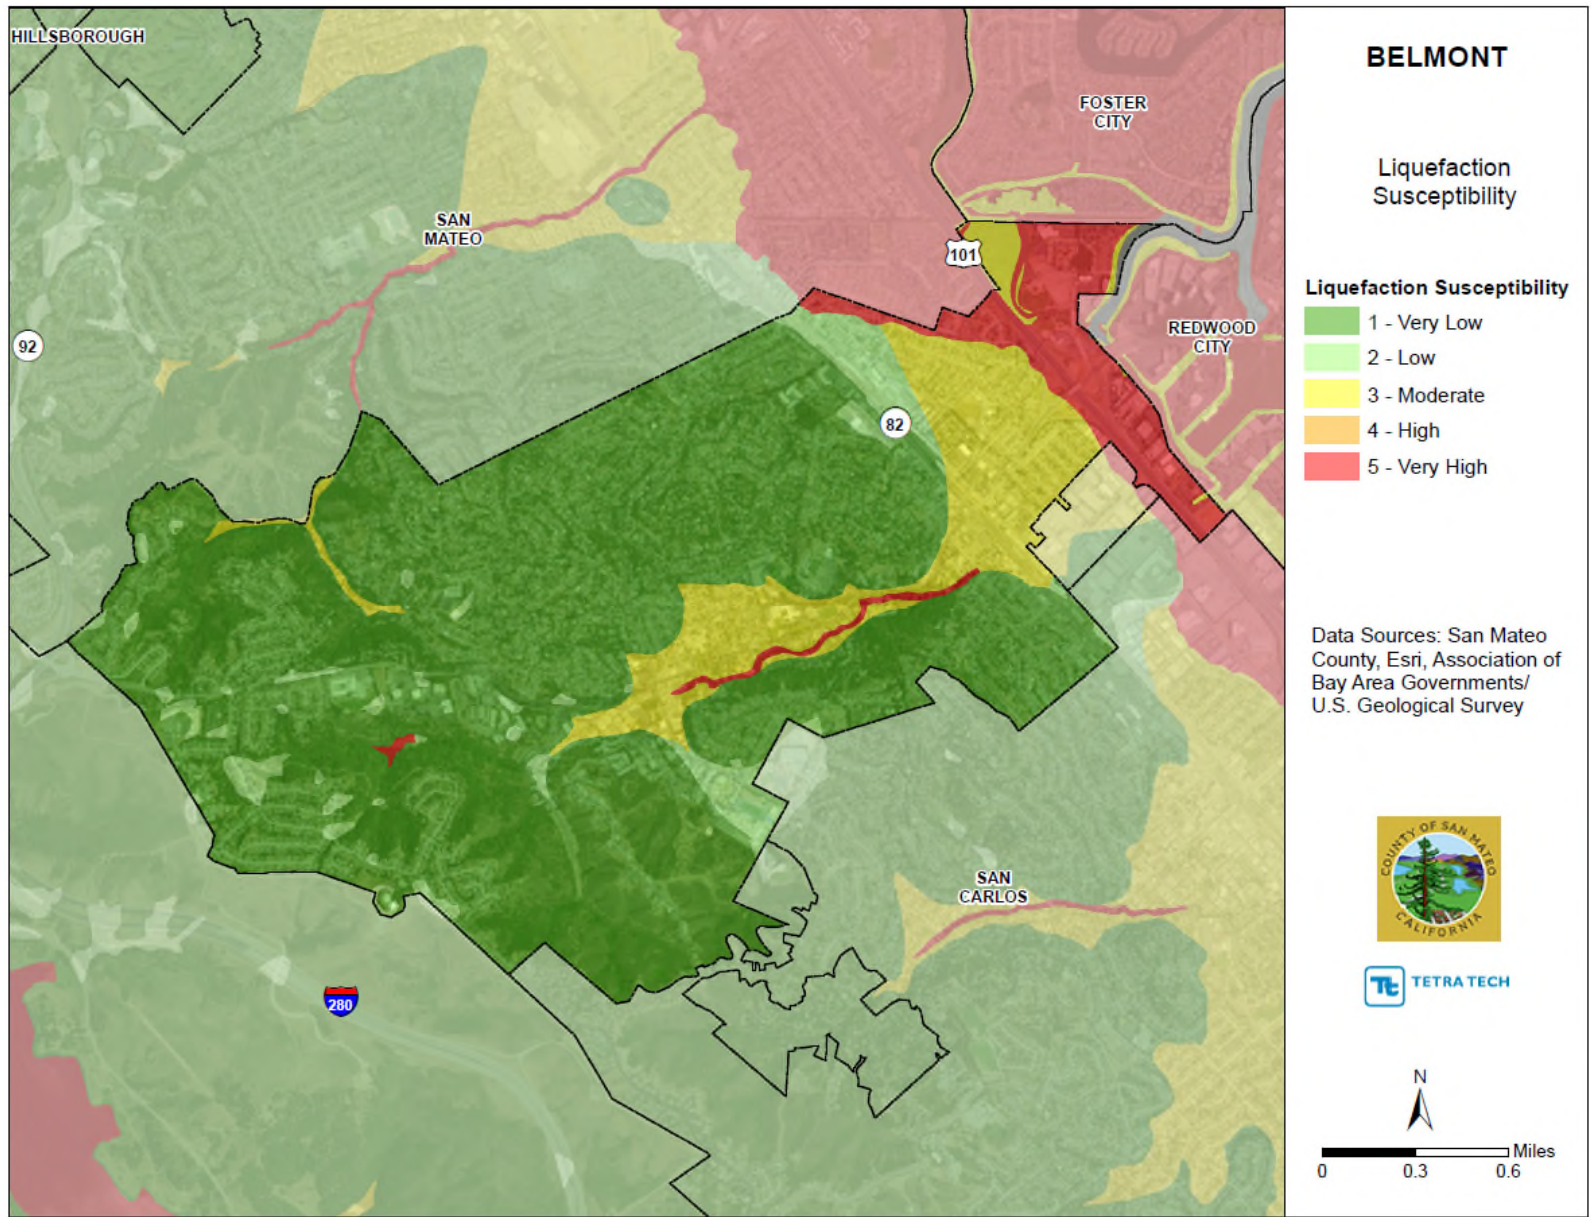 HILLSBOROUGH
SAN
MATEO
FOSTER
CITY
101
REDWOOD
CITY
92
82
SAN
CARLOS
280
BELMONT
Liquefaction
Susceptibility
Liquefaction Susceptibility
1 - Very Low
2 - Low
3 - Moderate
4 - High
5 - Very High
Data Sources: San Mateo
County, Esri, Association of
Bay Area Governments/
U.S. Geological Survey
COUNTY OF SAN MATEO
CALIFORNIA
Tt TETRA TECH
N
Miles
0 0.3 0.6